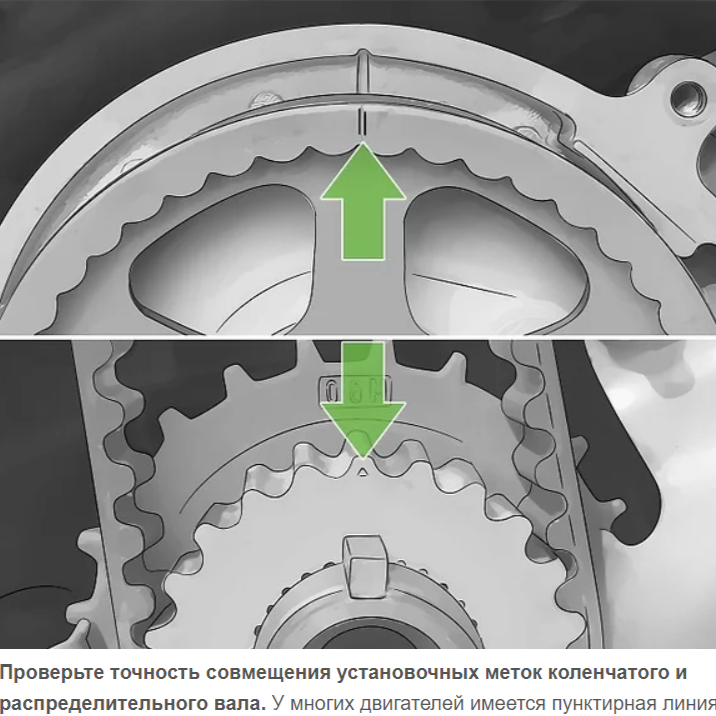 Проверьте точность совмещения установочных меток коленчатого и
распределительного вала. У многих двигателей имеется пунктирная линия